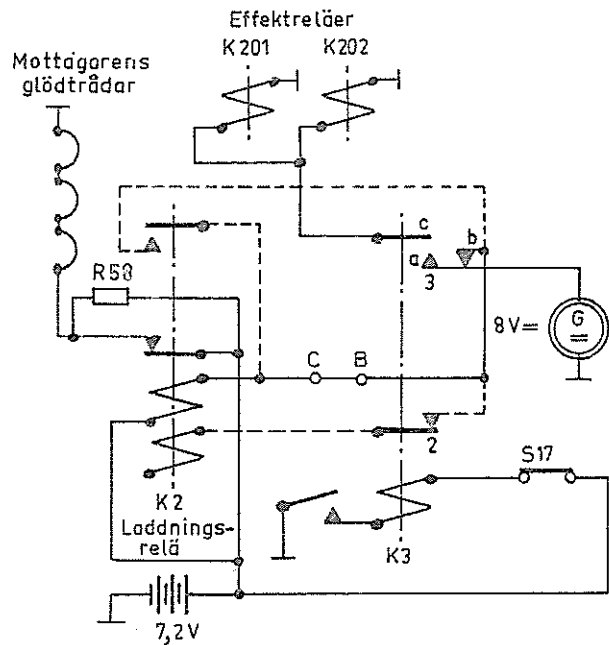 Effektreläer
K201 K202
Mottagarens
glödtrådar
c
b
a
3
R58
8V=
G
C B
2
S17
K2
Laddnings-
relä
K3
7,2V